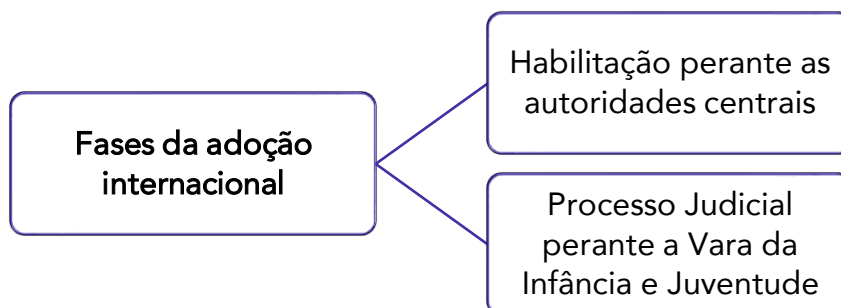 Fases da adoção
internacional
Habilitação perante as
autoridades centrais
Processo Judicial
perante a Vara da
Infância e Juventude